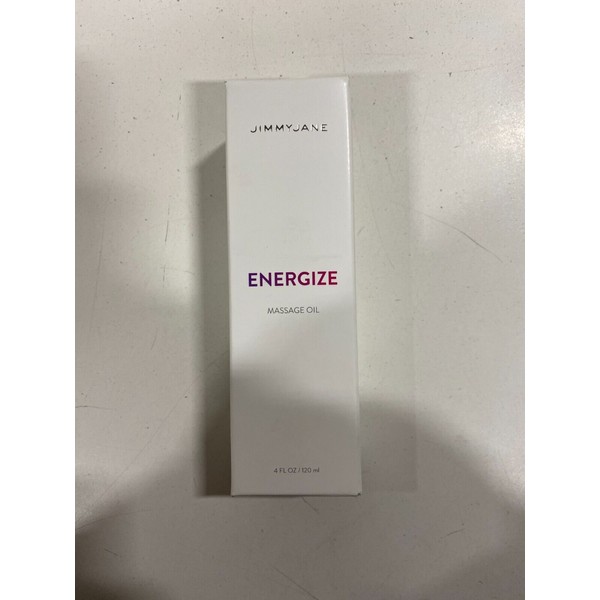 JIMMYJANE
ENERGIZE
MASSAGE OIL
4 FL OZ / 120 ml